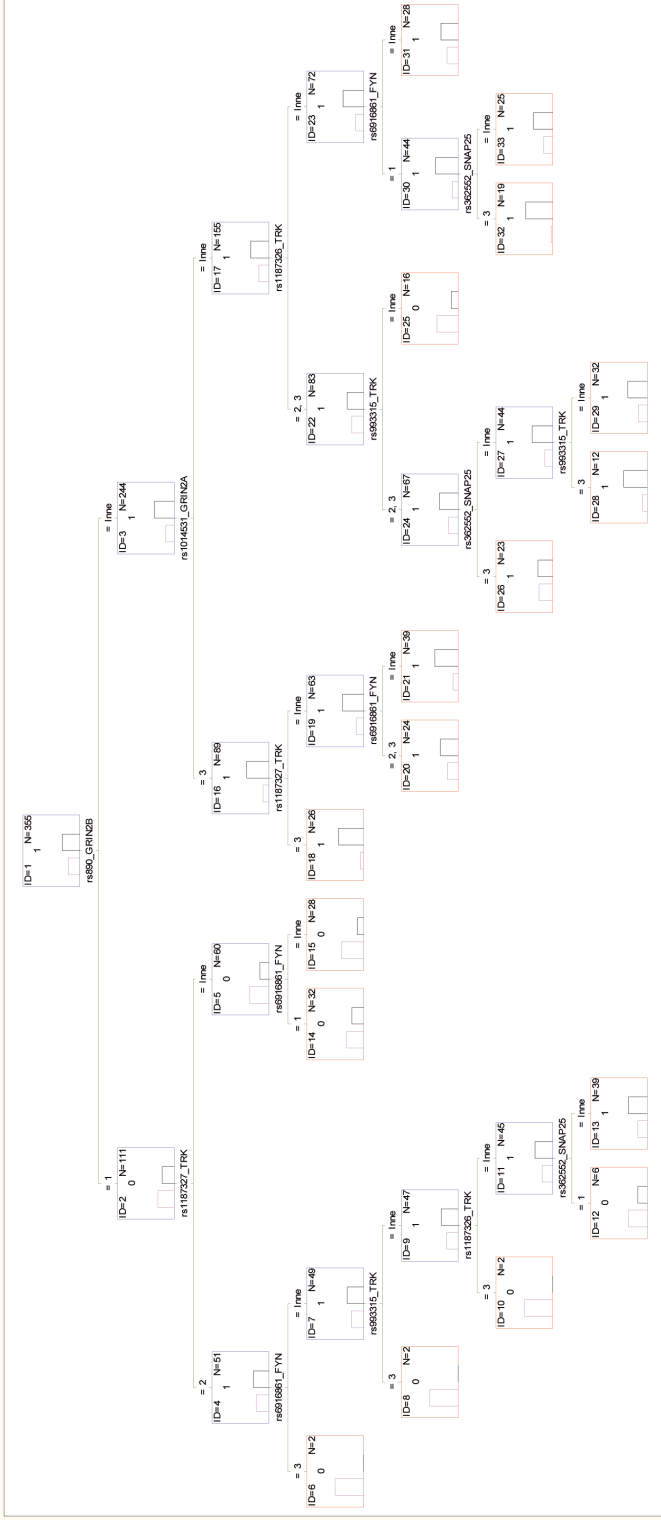 ID=1 N=355
1
rs890_GRIN2B
= 1
= Inne
ID=2 N=111
0
rs1187327_TRK
ID=3 N=244
1
rs1014531_GRIN2A
= 2
= Inne
= 3
= Inne
ID=4 N=51
1
rs6916861_FYN
ID=5 N=60
0
rs6916861_FYN
ID=16 N=89
1
rs1187327_TRK
ID=17 N=155
1
rs1187326_TRK
= 3
= Inne
= 1
= Inne
= 3
= Inne
= 2, 3
= Inne
ID=6 N=2
0
ID=7 N=49
1
rs993315_TRK
ID=14 N=32
0
ID=15 N=28
0
ID=18 N=26
1
ID=19 N=63
1
rs6916861_FYN
ID=22 N=83
1
rs993315_TRK
ID=23 N=72
1
rs6916861_FYN
= 3
= Inne
= 2, 3
= Inne
= 2, 3
= Inne
= 1
= Inne
ID=8 N=2
0
ID=9 N=47
1
rs1187326_TRK
ID=20 N=24
1
ID=21 N=39
1
ID=24 N=67
1
rs362552_SNAP25
ID=25 N=16
0
ID=30 N=44
1
rs362552_SNAP25
ID=31 N=28
1
= 3
= Inne
= 3
= Inne
= 3
= Inne
ID=10 N=2
0
ID=11 N=45
1
rs362552_SNAP25
ID=26 N=23
1
ID=27 N=44
1
rs993315_TRK
ID=32 N=19
1
ID=33 N=25
1
= 1
= Inne
= 3
= Inne
ID=12 N=6
0
ID=13 N=39
1
ID=28 N=12
1
ID=29 N=32
1